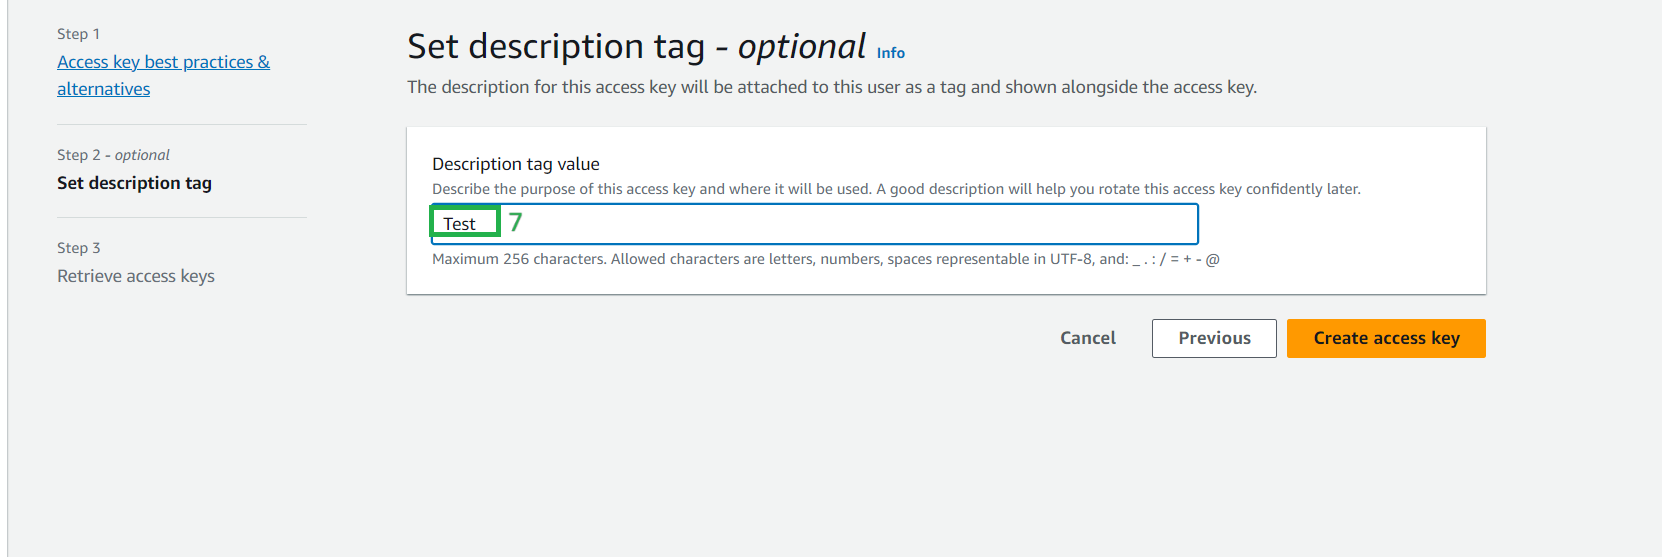 Step 1
Access key best practices &
alternatives
Step 2 - optional
Set description tag
Step 3
Retrieve access keys
Set description tag - optional Info
The description for this access key will be attached to this user as a tag and shown alongside the access key.
Description tag value
Describe the purpose of this access key and where it will be used. A good description will help you rotate this access key confidently later.
Test 7
Maximum 256 characters. Allowed characters are letters, numbers, spaces representable in UTF-8, and: _ . : / = + - @
Cancel Previous Create access key